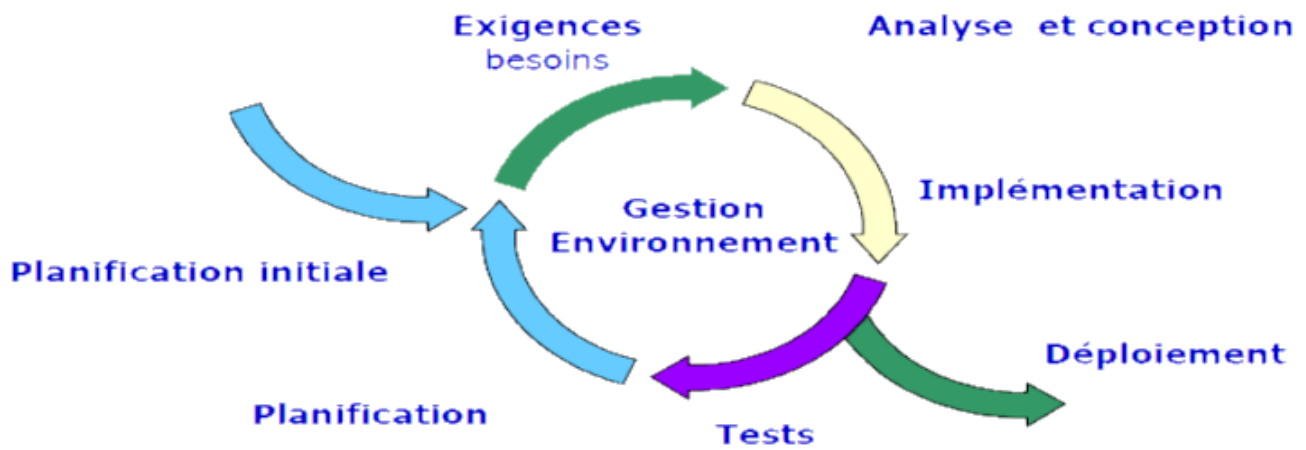 Exigences
besoins
Analyse et conception
Implémentation
Gestion
Environnement
Planification initiale
Déploiement
Planification
Tests